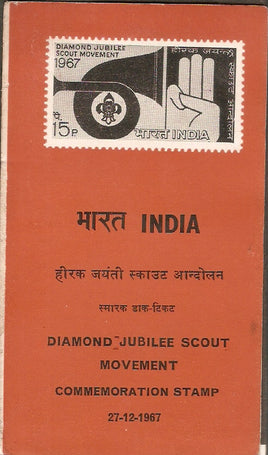 DIAMOND JUBILEE
SCOUT MOVEMENT
1967
हीरक जयन्ती स्काउट आन्दोलन
पै.
15P
भारत INDIA
भारत INDIA
हीरक जयंती स्काउट आन्दोलन
स्मारक डाक-टिकट
DIAMOND JUBILEE SCOUT
MOVEMENT
COMMEMORATION STAMP
27-12-1967